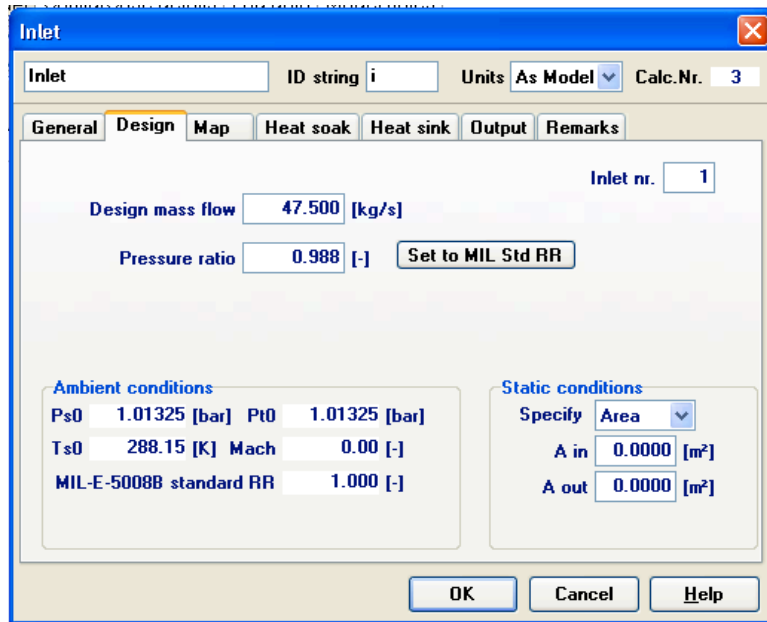 Inlet
Inlet ID string i Units As Model Calc.Nr. 3
General Design Map Heat soak Heat sink Output Remarks
Inlet nr. 1
Design mass flow 47.500 [kg/s]
Pressure ratio 0.988 [-] Set to MIL Std RR
Ambient conditions
Ps0 1.01325 [bar] Pt0 1.01325 [bar]
Ts0 288.15 [K] Mach 0.00 [-]
MIL-E-5008B standard RR 1.000 [-]
Static conditions
Specify Area
A in 0.0000 [m²]
A out 0.0000 [m²]
OK Cancel Help